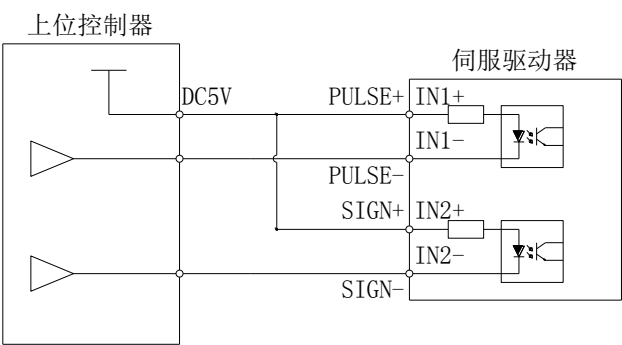 上位控制器
伺服驱动器
DC5V
PULSE+
IN1+
IN1-
PULSE-
SIGN+
IN2+
IN2-
SIGN-